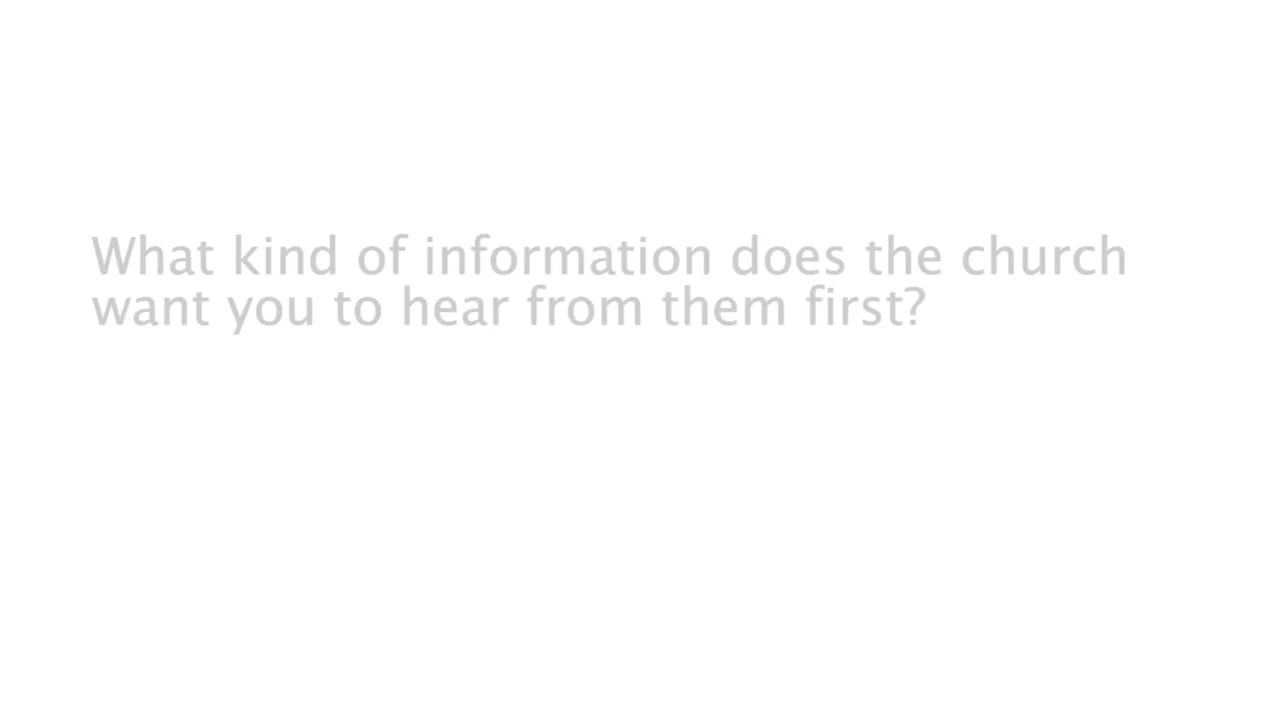 What kind of information does the church
want you to hear from them first?